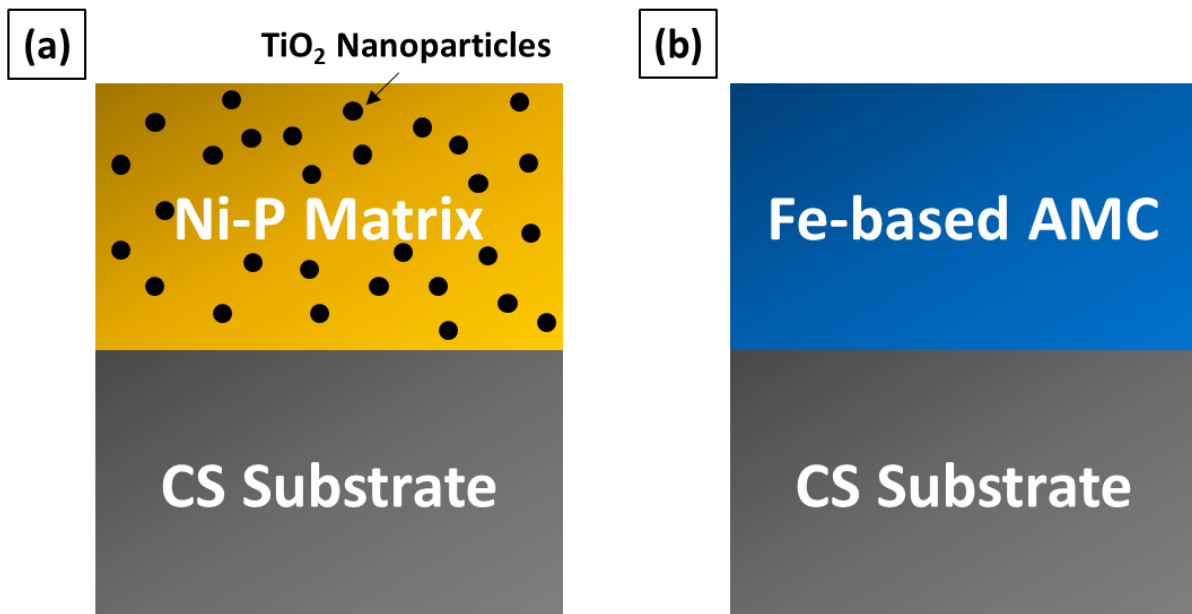 (a)
TiO₂ Nanoparticles
Ni-P Matrix
CS Substrate
(b)
Fe-based AMC
CS Substrate